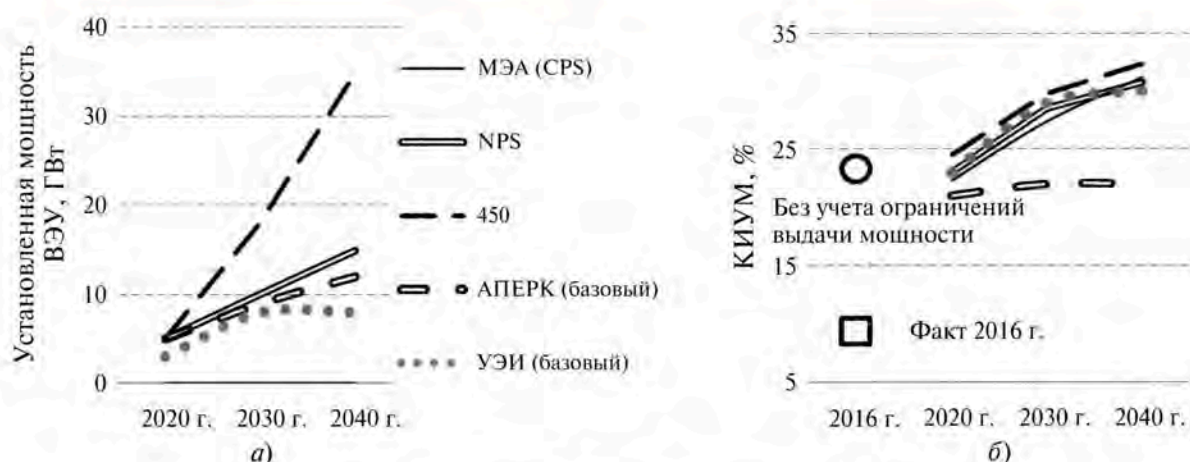 Установленная мощность
ВЭУ, ГВт
40
30
20
10
0
2020 г.
2030 г.
2040 г.
а)
МЭА (CPS)
NPS
450
АПЕРК (базовый)
УЭИ (базовый)
КИУМ, %
35
25
15
5
Без учета ограничений
выдачи мощности
Факт 2016 г.
2016 г.
2020 г.
2030 г.
2040 г.
б)